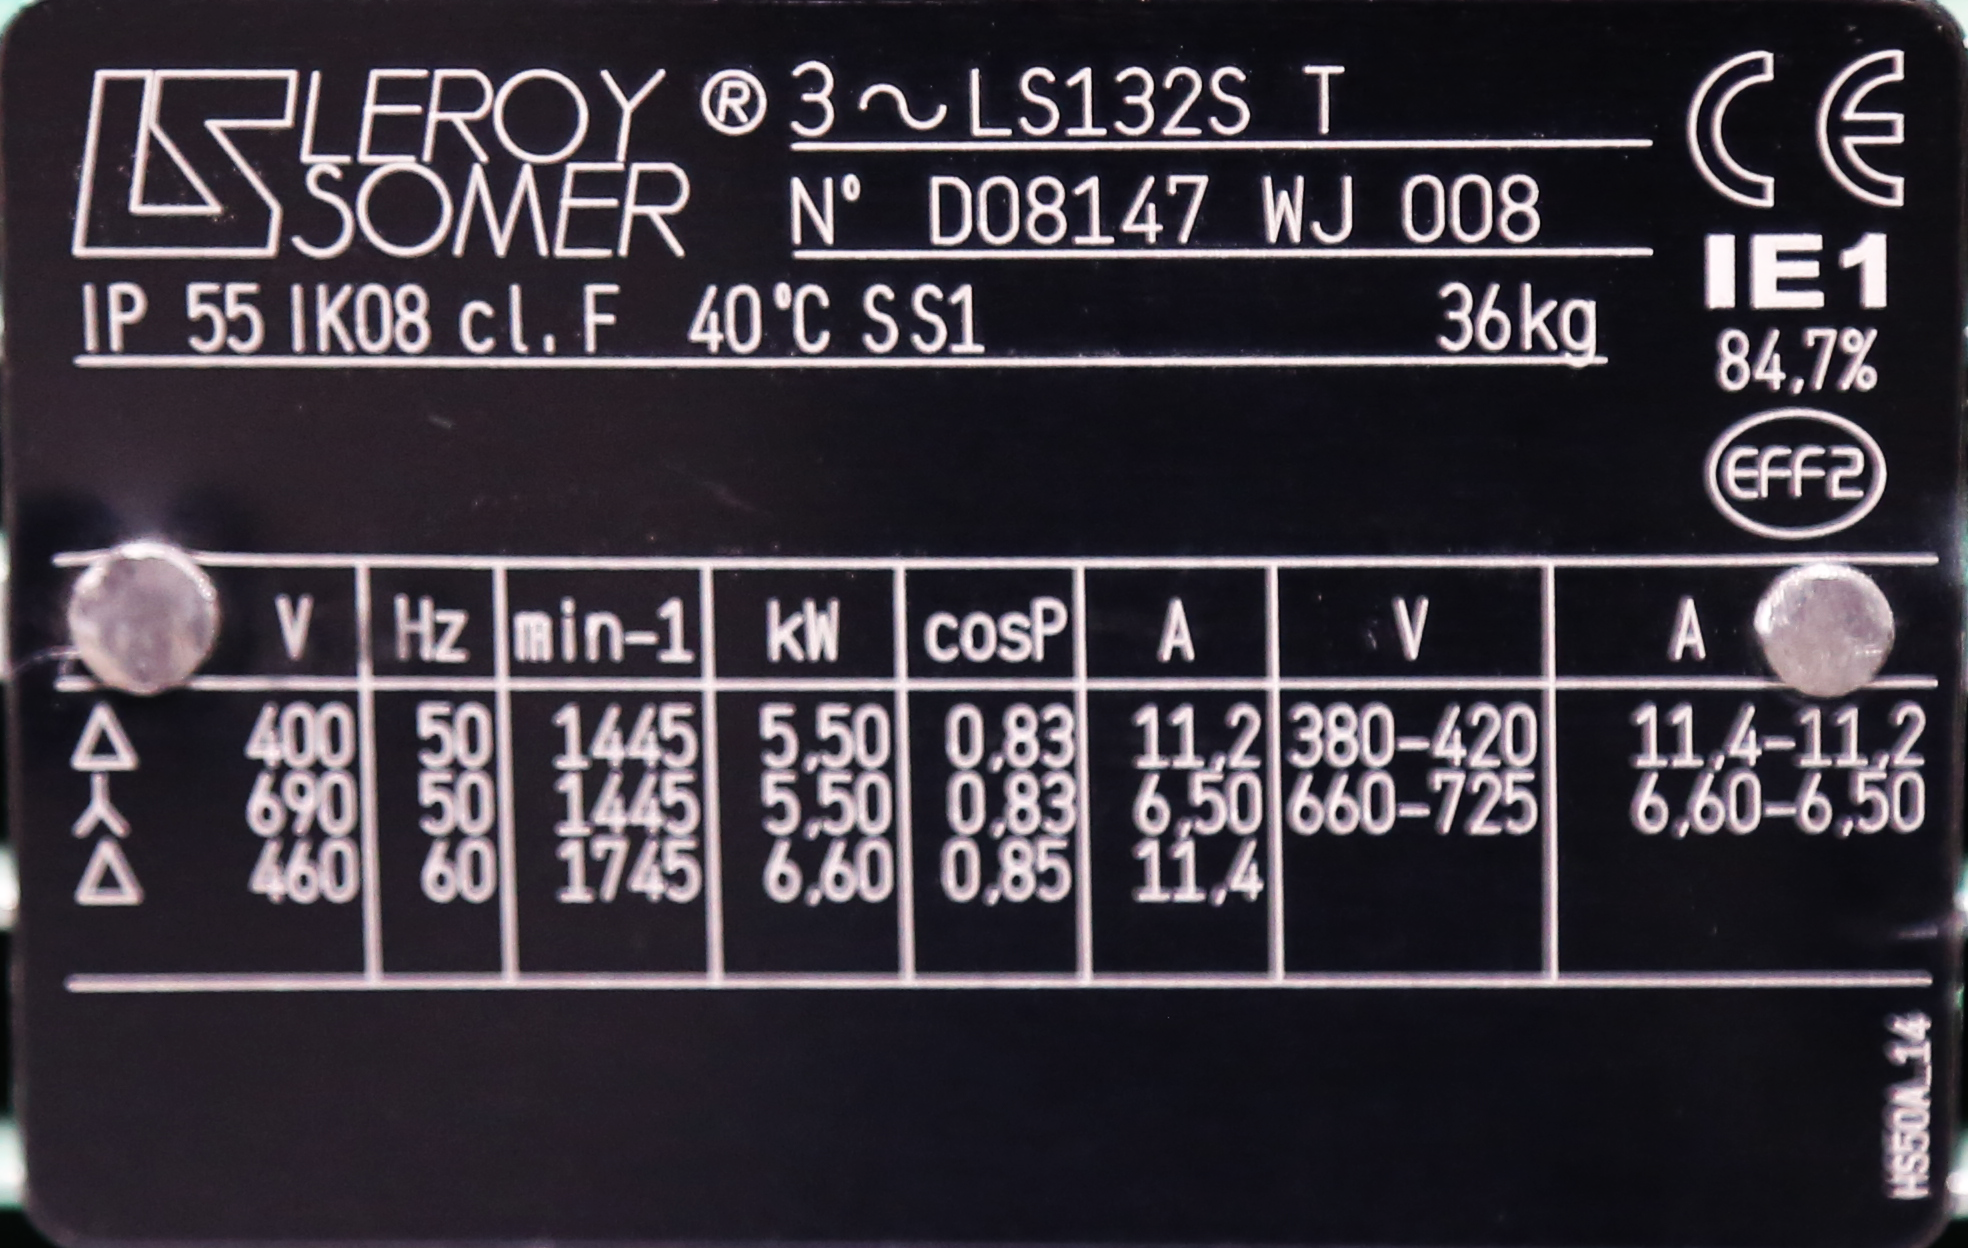 LEROY SOMER ® 3~ LS132S T
N° D08147 WJ 008
IP 55 IK08 cl.F 40°C SS1 36kg
CE
IE1
84,7%
EFF2
V Hz min-1 kW cosP A V A
Δ 400 50 1445 5,50 0,83 11,2 380-420 11,4-11,2
⅄ 690 50 1445 5,50 0,83 6,50 660-725 6,60-6,50
Δ 460 60 1745 6,60 0,85 11,4
HS50A_14